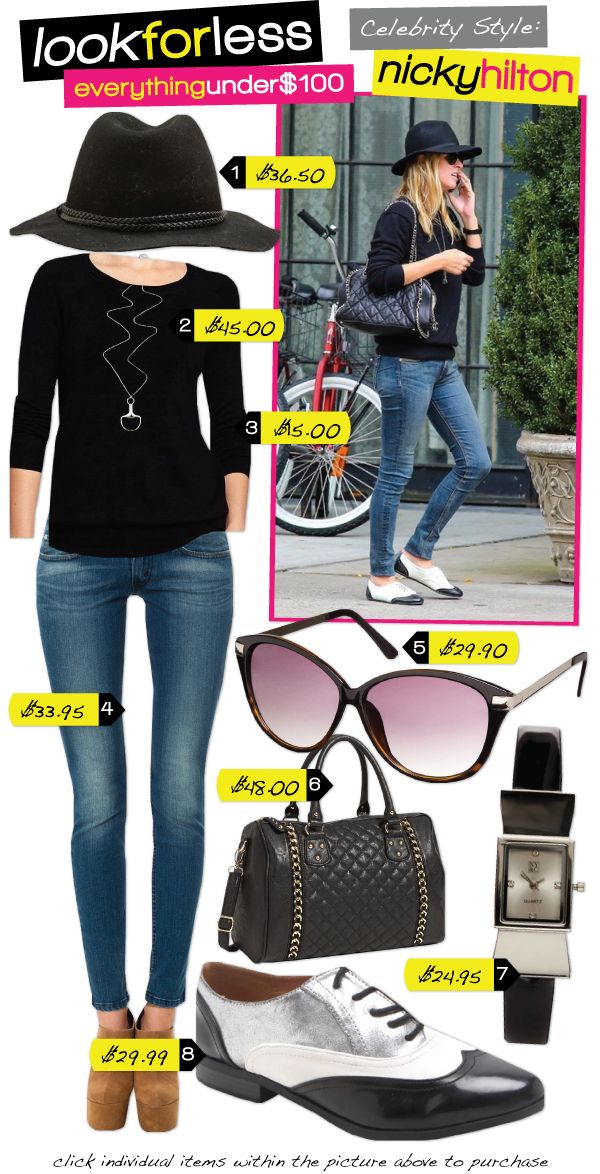 lookforless
everythingunder$100
Celebrity Style:
nickyhilton
1 $36.50
2 $45.00
3 $15.00
4 $33.95
5 $29.90
6 $48.00
QUARTZ
7 $24.95
8 $29.99
click individual items within the picture above to purchase